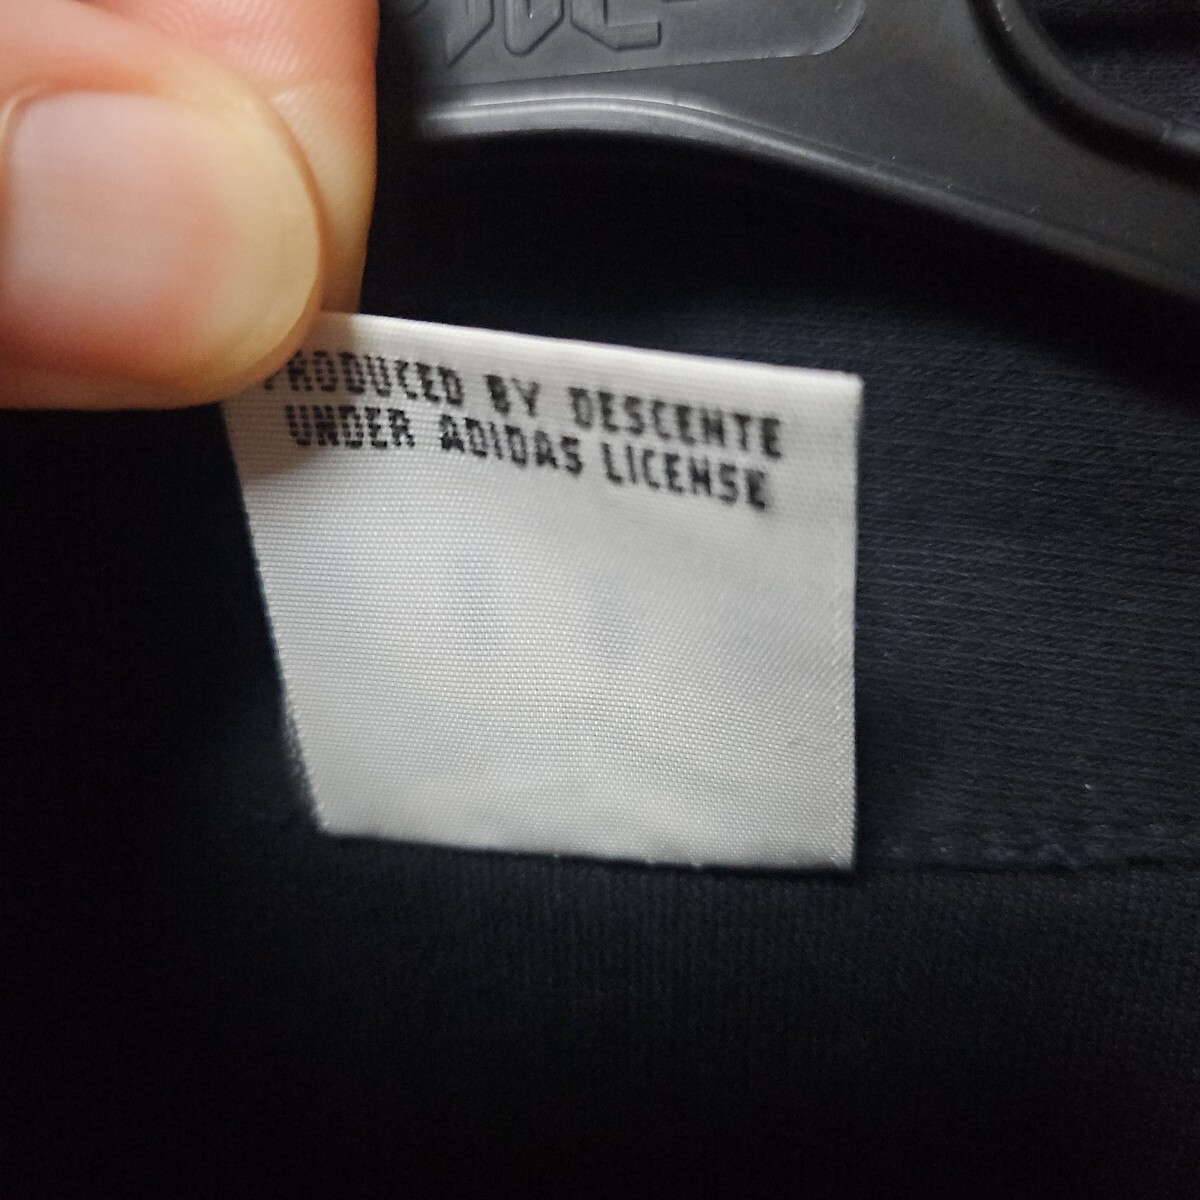 PRODUCED BY DESCENTE
UNDER ADIDAS LICENSE